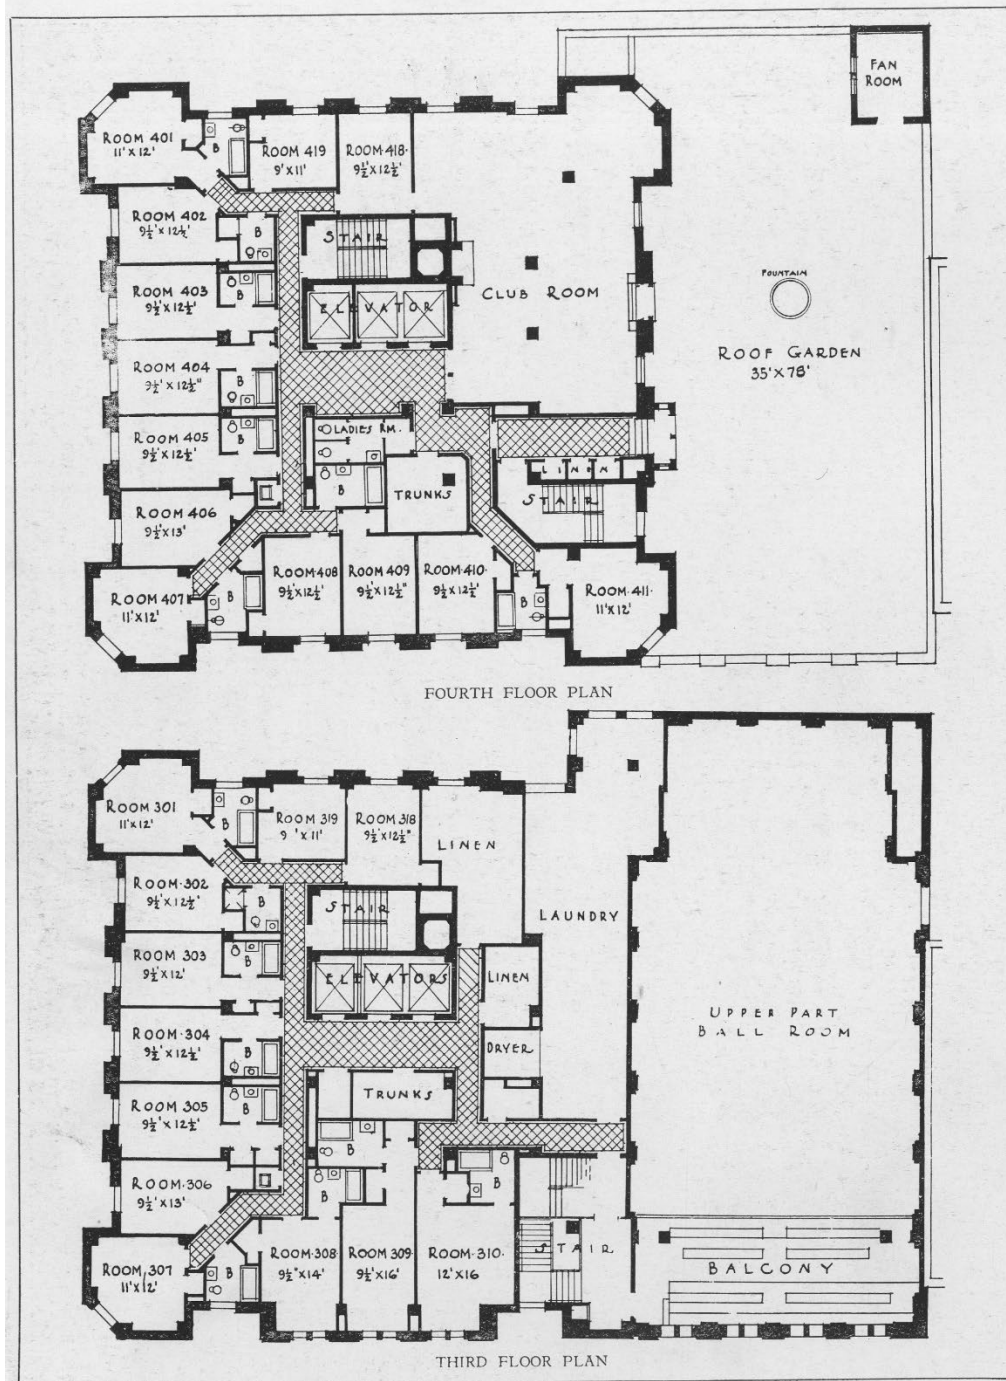 FAN
ROOM
ROOM 401
11'X12'
B
ROOM 419
9'X11'
ROOM 418
9½'X12½'
ROOM 402
9½'X12½'
B
STAIR
ROOM 403
9½'X12½'
B
ELEVATOR
CLUB ROOM
FOUNTAIN
ROOF GARDEN
35'X78'
ROOM 404
9½'X12½"
B
ROOM 405
9½'X12½'
B
LADIES RM.
B
TRUNKS
LINEN
STAIR
ROOM 406
9½'X13'
ROOM 407
11'X12'
B
ROOM 408
9½'X12½'
ROOM 409
9½'X12½"
ROOM 410
9½'X12½'
B
ROOM 411
11'X12'
FOURTH FLOOR PLAN
ROOM 301
11'X12'
B
ROOM 319
9 'X11'
ROOM 318
9½'X12½"
LINEN
ROOM 302
9½'X12½'
B
STAIR
LAUNDRY
ROOM 303
9½'X12'
B
ELEVATORS
LINEN
UPPER PART
BALL ROOM
ROOM 304
9½'X12½'
B
DRYER
ROOM 305
9½'X12½'
B
TRUNKS
B
ROOM 306
9½'X13'
B
B
ROOM 307
11'X12'
B
ROOM 308
9½"X14'
ROOM 309
9½'X16'
ROOM 310
12'X16
STAIR
BALCONY
THIRD FLOOR PLAN